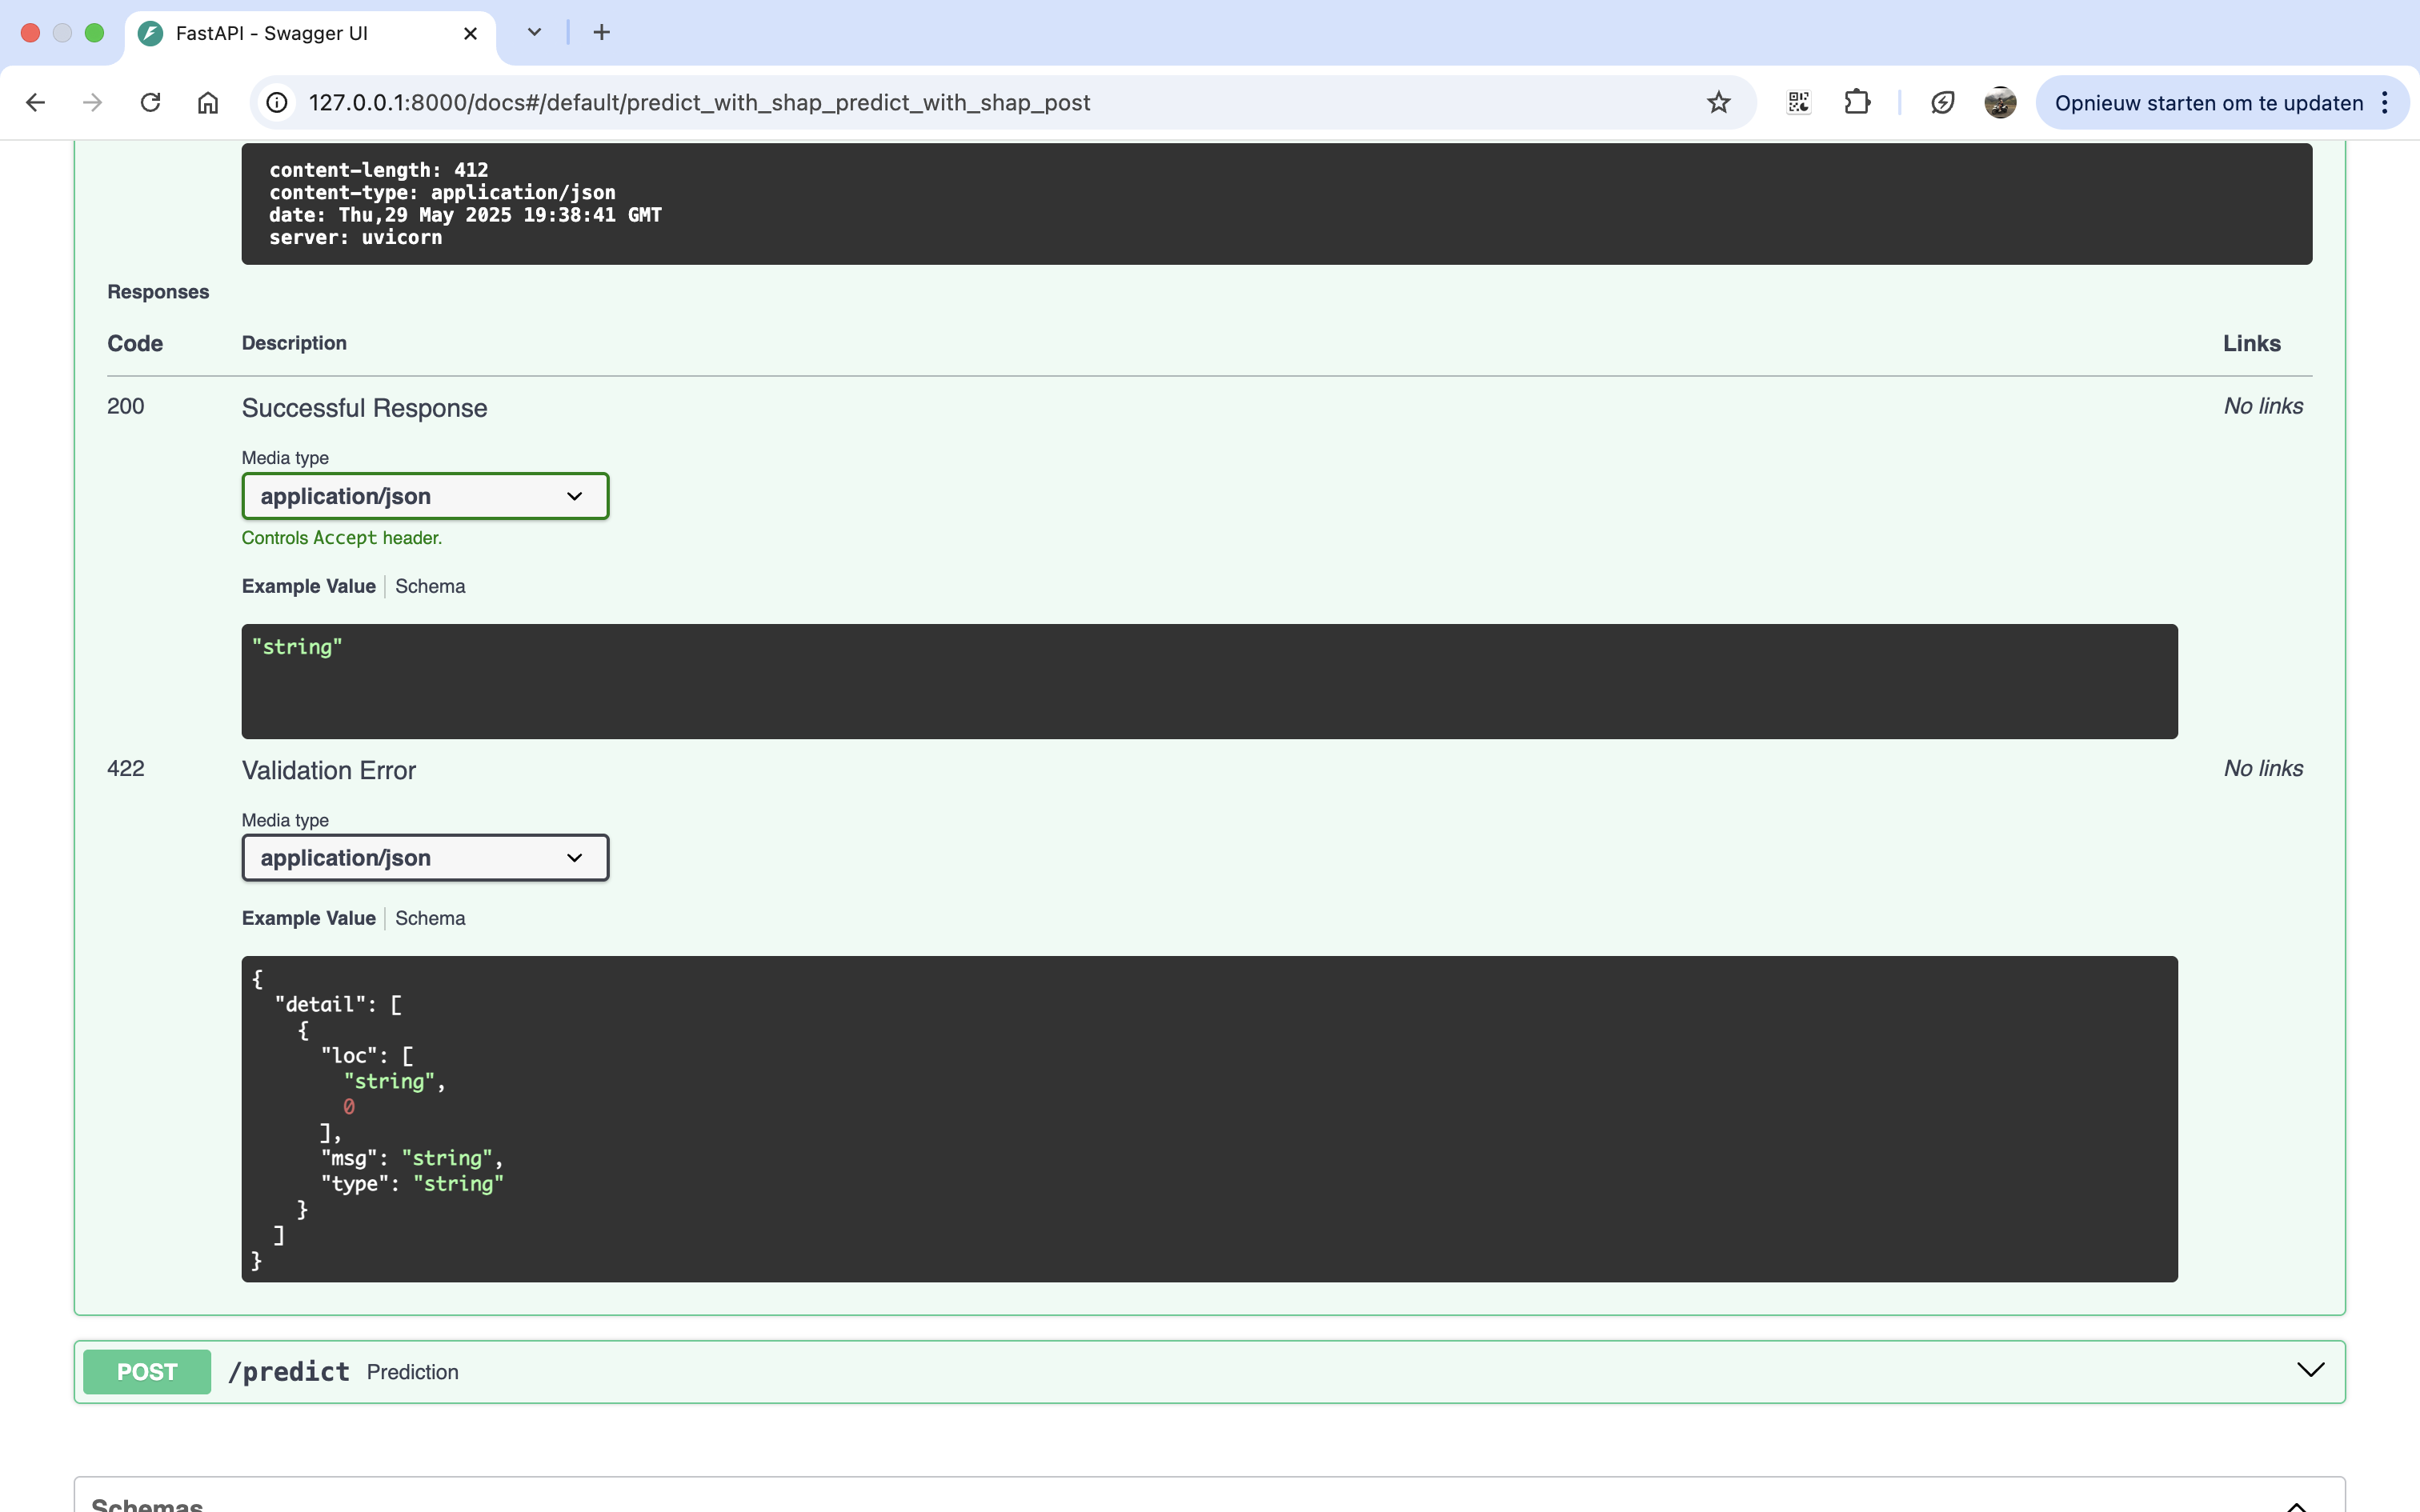 FastAPI - Swagger UI
127.0.0.1:8000/docs#/default/predict_with_shap_predict_with_shap_post
Opnieuw starten om te updaten
content-length: 412
content-type: application/json
date: Thu,29 May 2025 19:38:41 GMT
server: uvicorn
Responses
Code Description Links
200 Successful Response No links
Media type
application/json
Controls Accept header.
Example Value Schema
"string"
422 Validation Error No links
Media type
application/json
Example Value Schema
{
"detail": [
{
"loc": [
"string",
0
],
"msg": "string",
"type": "string"
}
]
}
POST /predict Prediction
Schemas